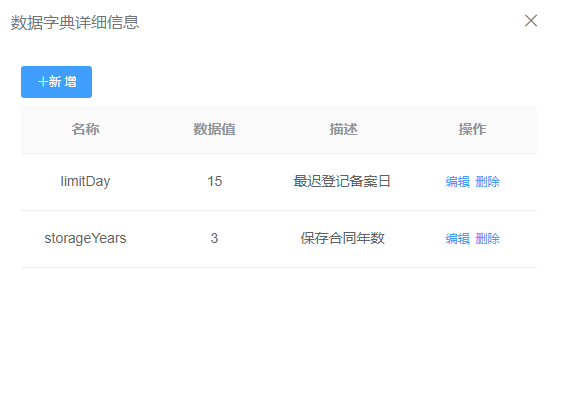 数据字典详细信息
+新 增
名称 数据值 描述 操作
limitDay 15 最迟登记备案日 编辑 删除
storageYears 3 保存合同年数 编辑 删除